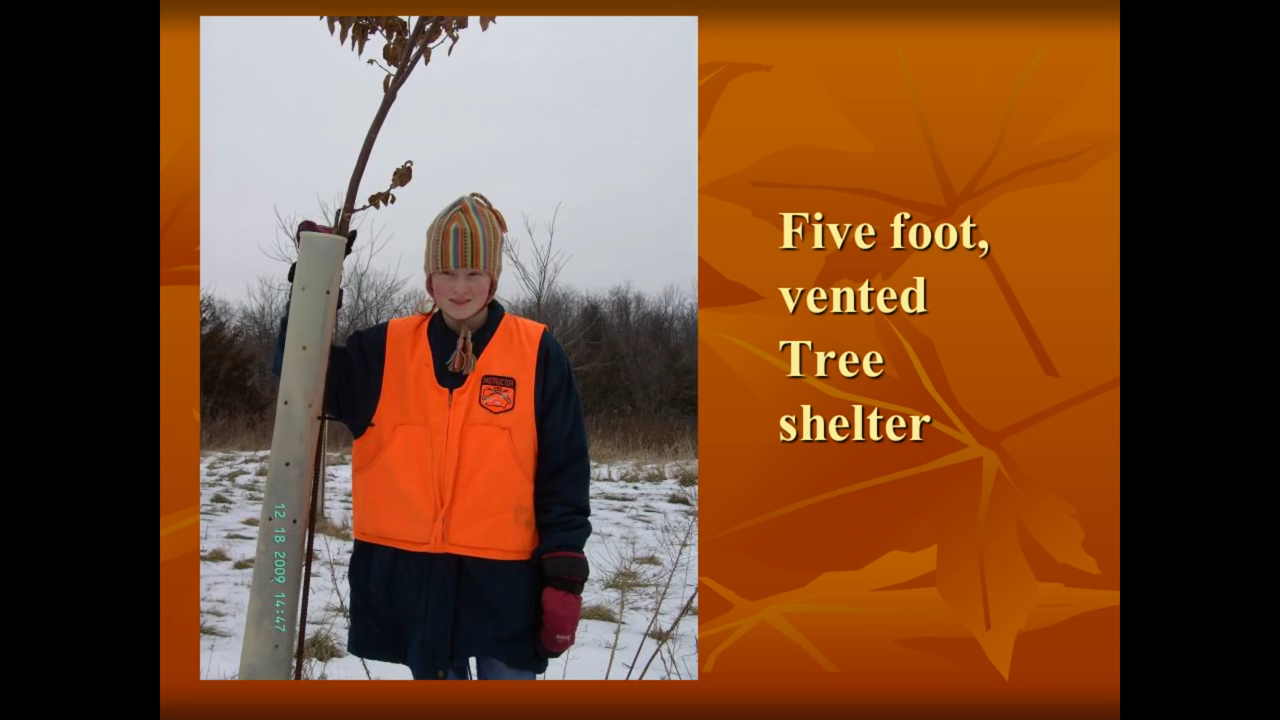 Five foot,
vented
Tree
shelter
INSTRUCTOR
12 18 2009 14:47